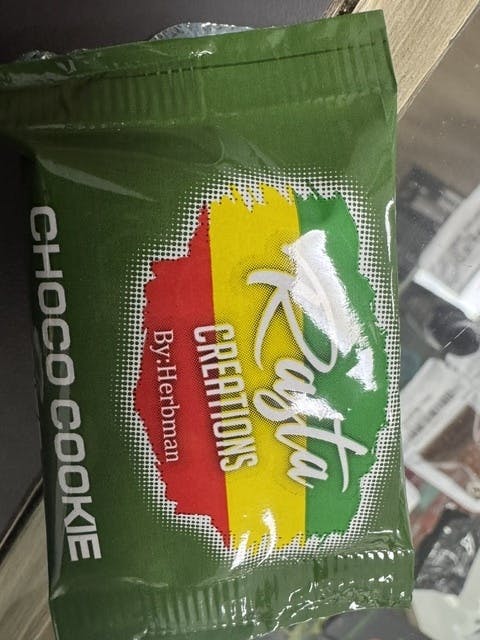 Rasta
CREATIONS
By:Herbman
CHOCO COOKIE